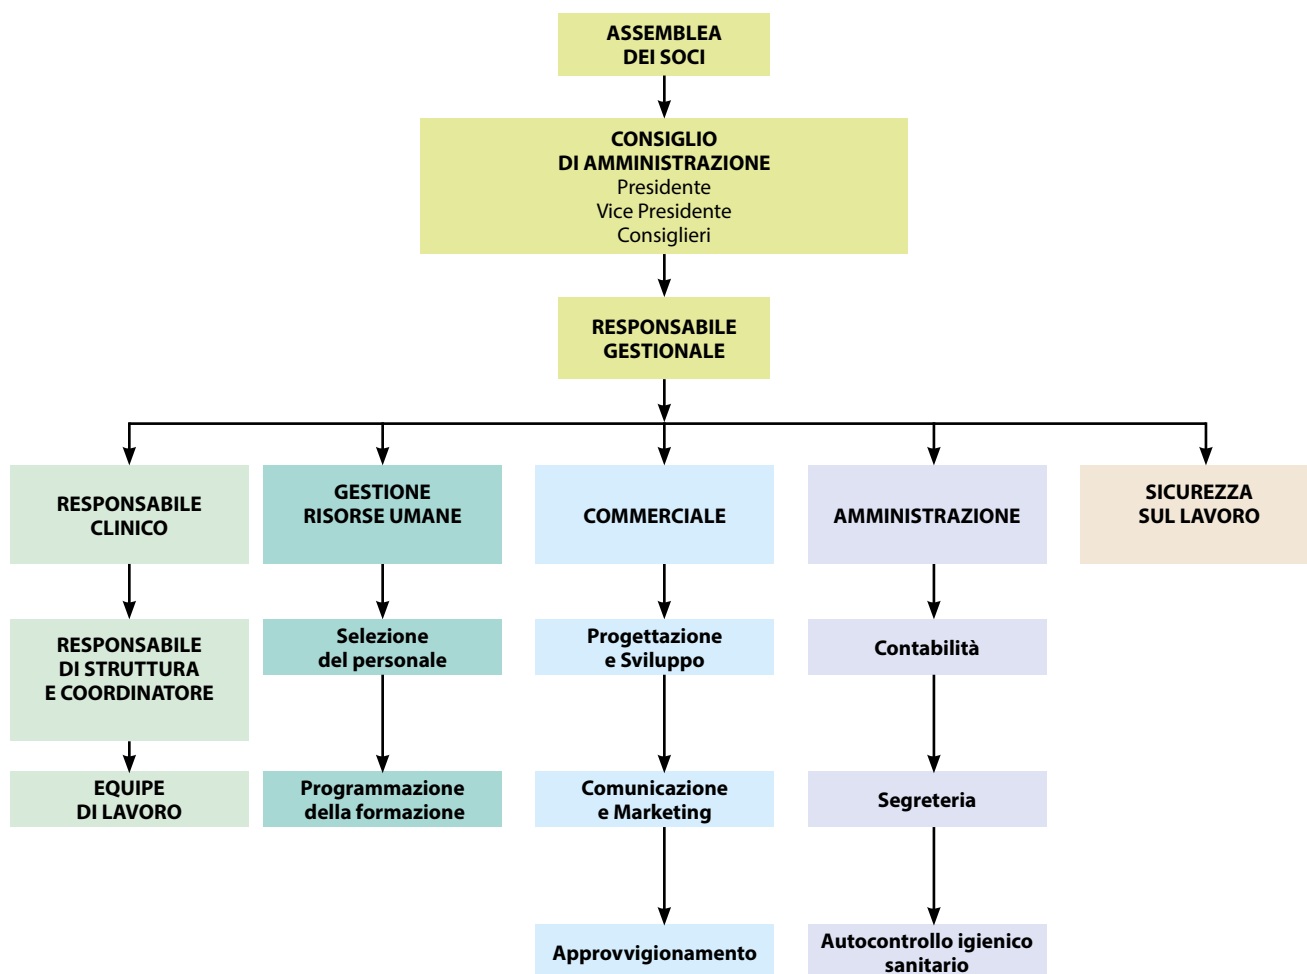 ASSEMBLEA
DEI SOCI
CONSIGLIO
DI AMMINISTRAZIONE
Presidente
Vice Presidente
Consiglieri
RESPONSABILE
GESTIONALE
RESPONSABILE
CLINICO
GESTIONE
RISORSE UMANE
COMMERCIALE
AMMINISTRAZIONE
SICUREZZA
SUL LAVORO
RESPONSABILE
DI STRUTTURA
E COORDINATORE
Selezione
del personale
Progettazione
e Sviluppo
Contabilità
EQUIPE
DI LAVORO
Programmazione
della formazione
Comunicazione
e Marketing
Segreteria
Approvvigionamento
Autocontrollo igienico
sanitario